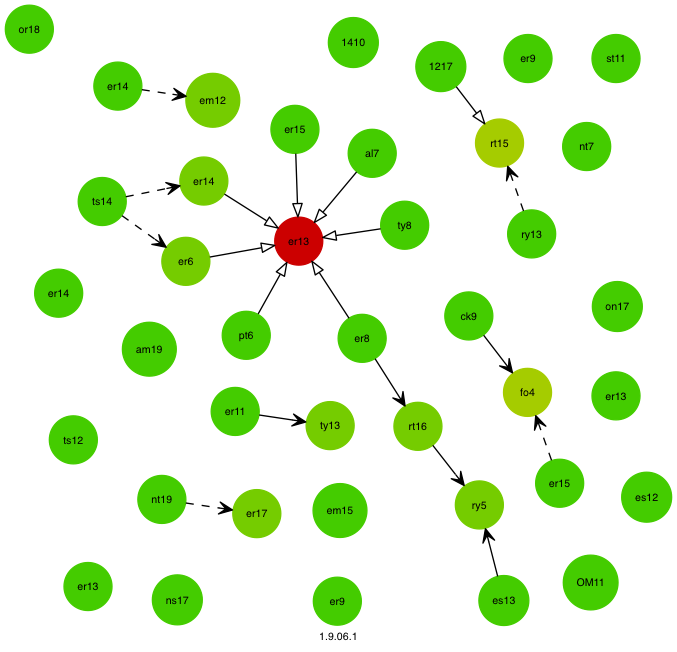 or18
1410
er9
st11
1217
er14
em12
er15
rt15
nt7
al7
er14
ts14
ty8
ry13
er13
er6
er14
on17
ck9
pt6
er8
am19
fo4
er13
er11
ty13
rt16
ts12
er15
nt19
es12
ry5
em15
er17
OM11
er13
ns17
er9
es13
1.9.06.1